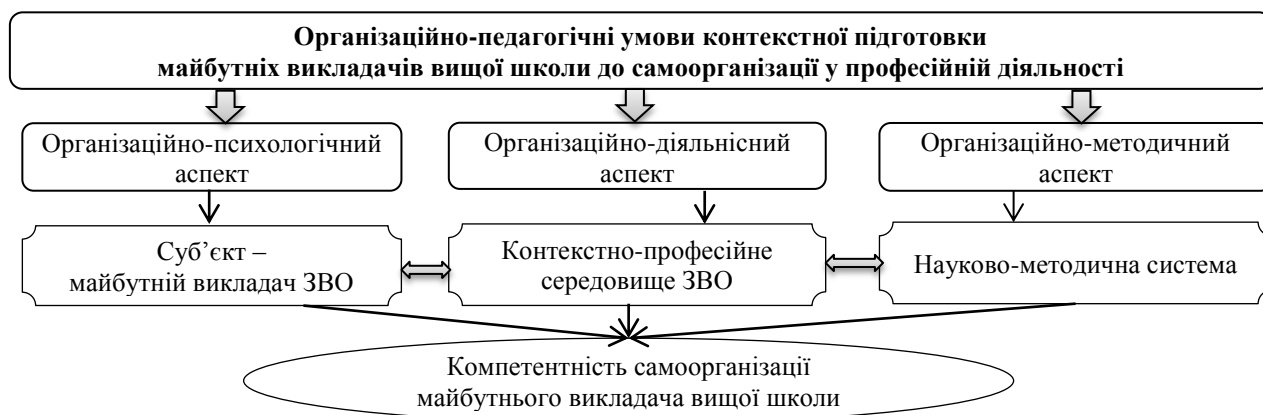 Організаційно-педагогічні умови контекстної підготовки
майбутніх викладачів вищої школи до самоорганізації у професійній діяльності
Організаційно-психологічний
аспект
Організаційно-діяльнісний
аспект
Організаційно-методичний
аспект
Суб’єкт –
майбутній викладач ЗВО
Контекстно-професійне
середовище ЗВО
Науково-методична система
Компетентність самоорганізації
майбутнього викладача вищої школи